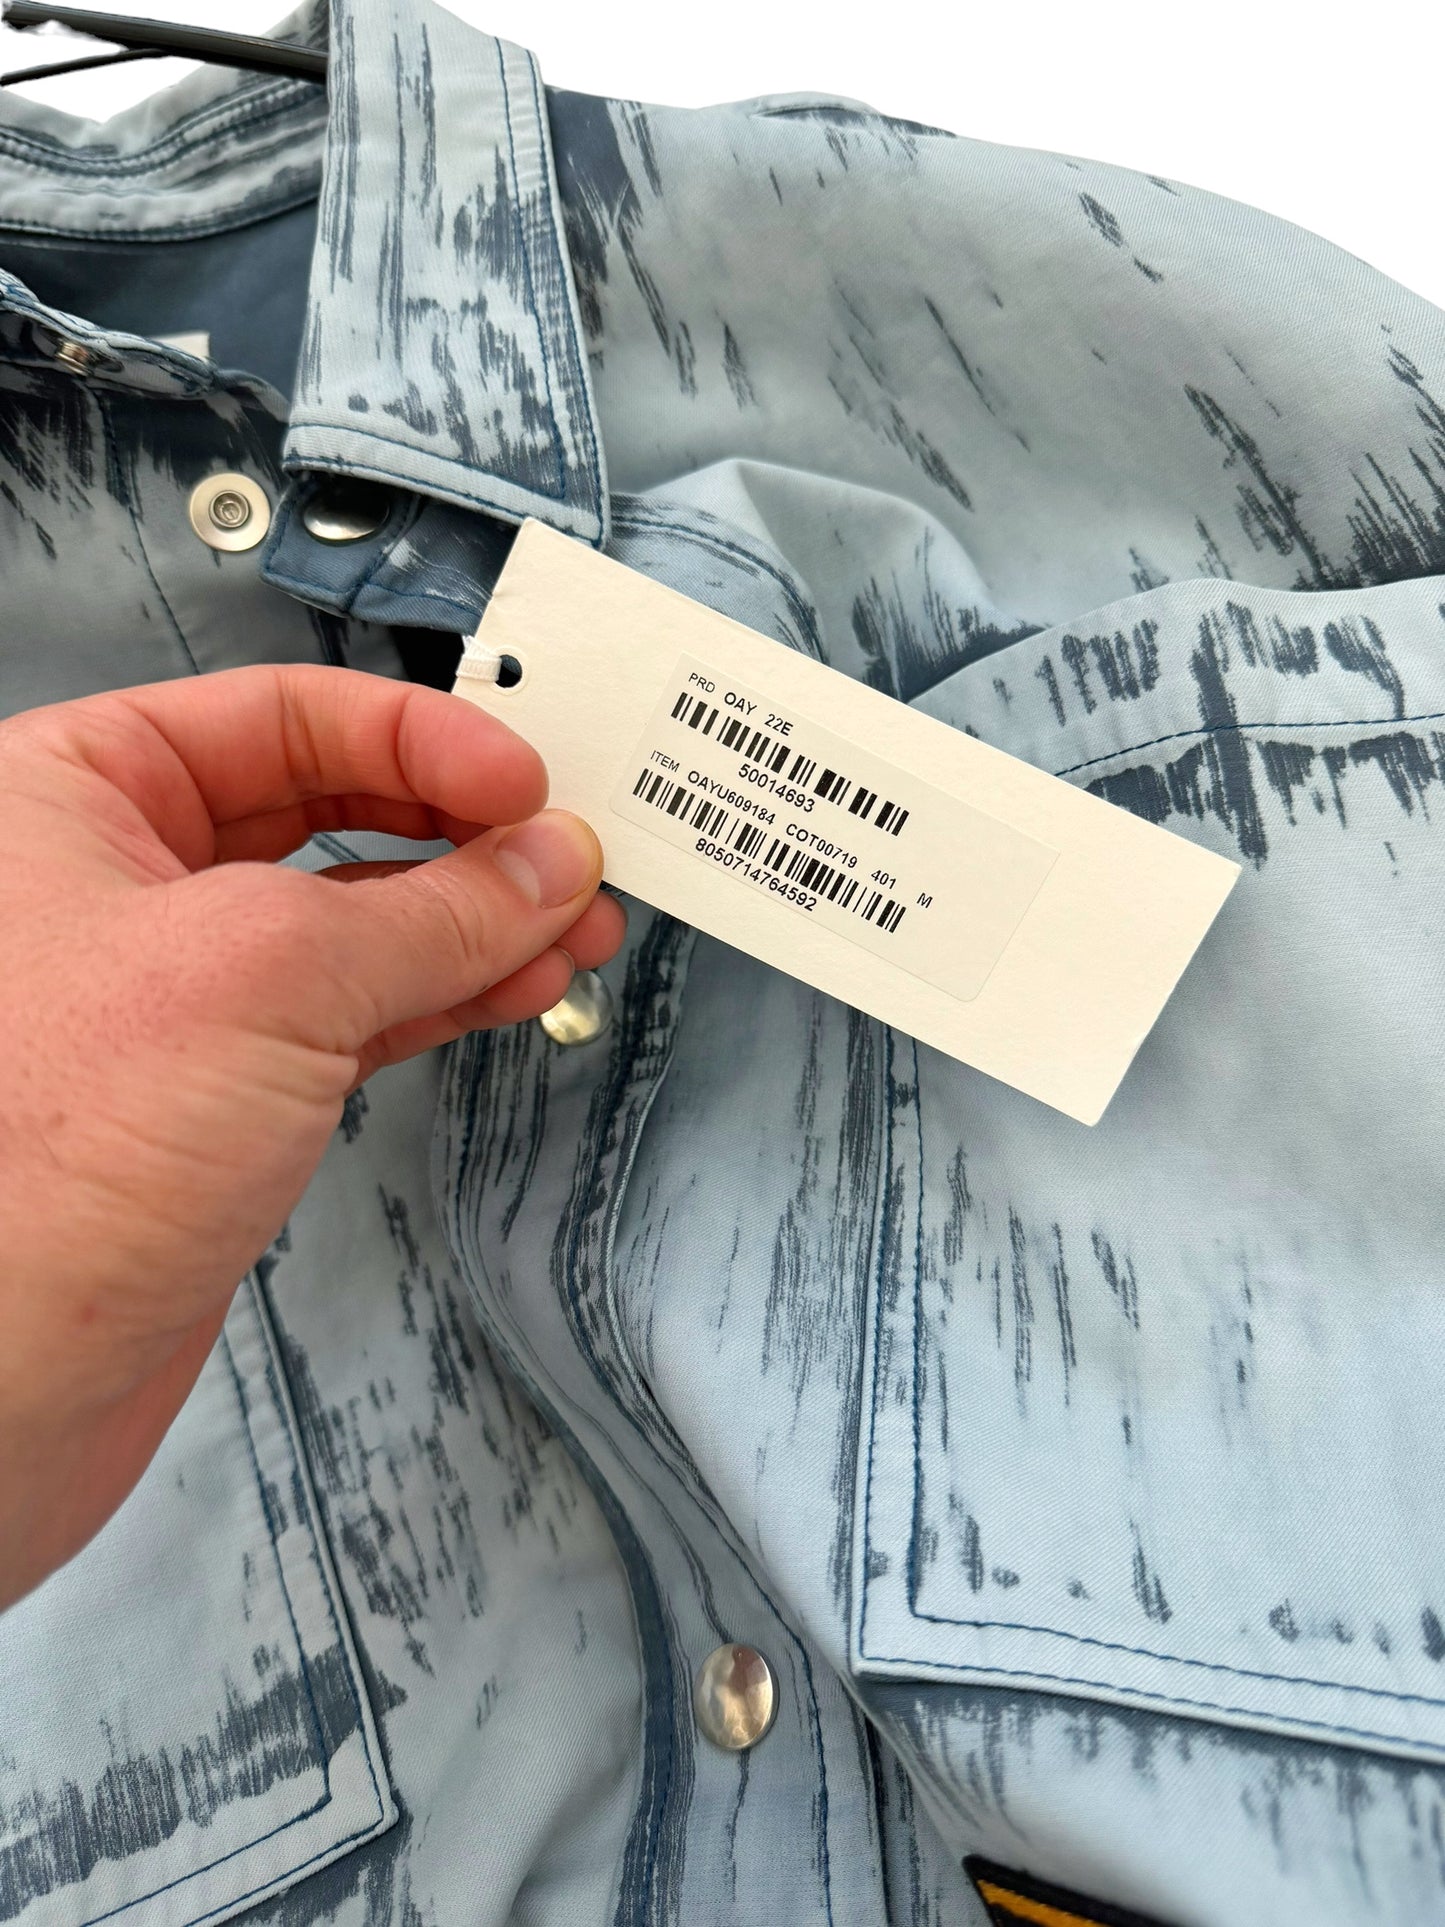 PRD OAY 22E
50014693
ITEM OAYU609184 COT00719 401 M
8050714764592